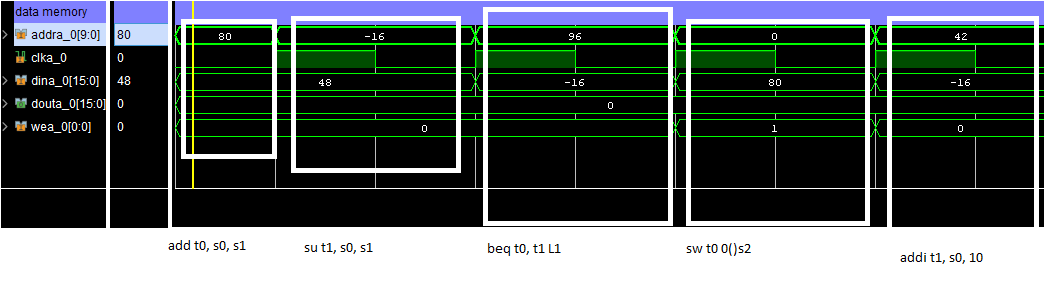 data memory
addra_0[9:0] 80 80 -16 96 0 42
clka_0 0
dina_0[15:0] 48 48 -16 80 -16
douta_0[15:0] 0 0
wea_0[0:0] 0 0 1 0
add t0, s0, s1 su t1, s0, s1 beq t0, t1 L1 sw t0 0()s2 addi t1, s0, 10